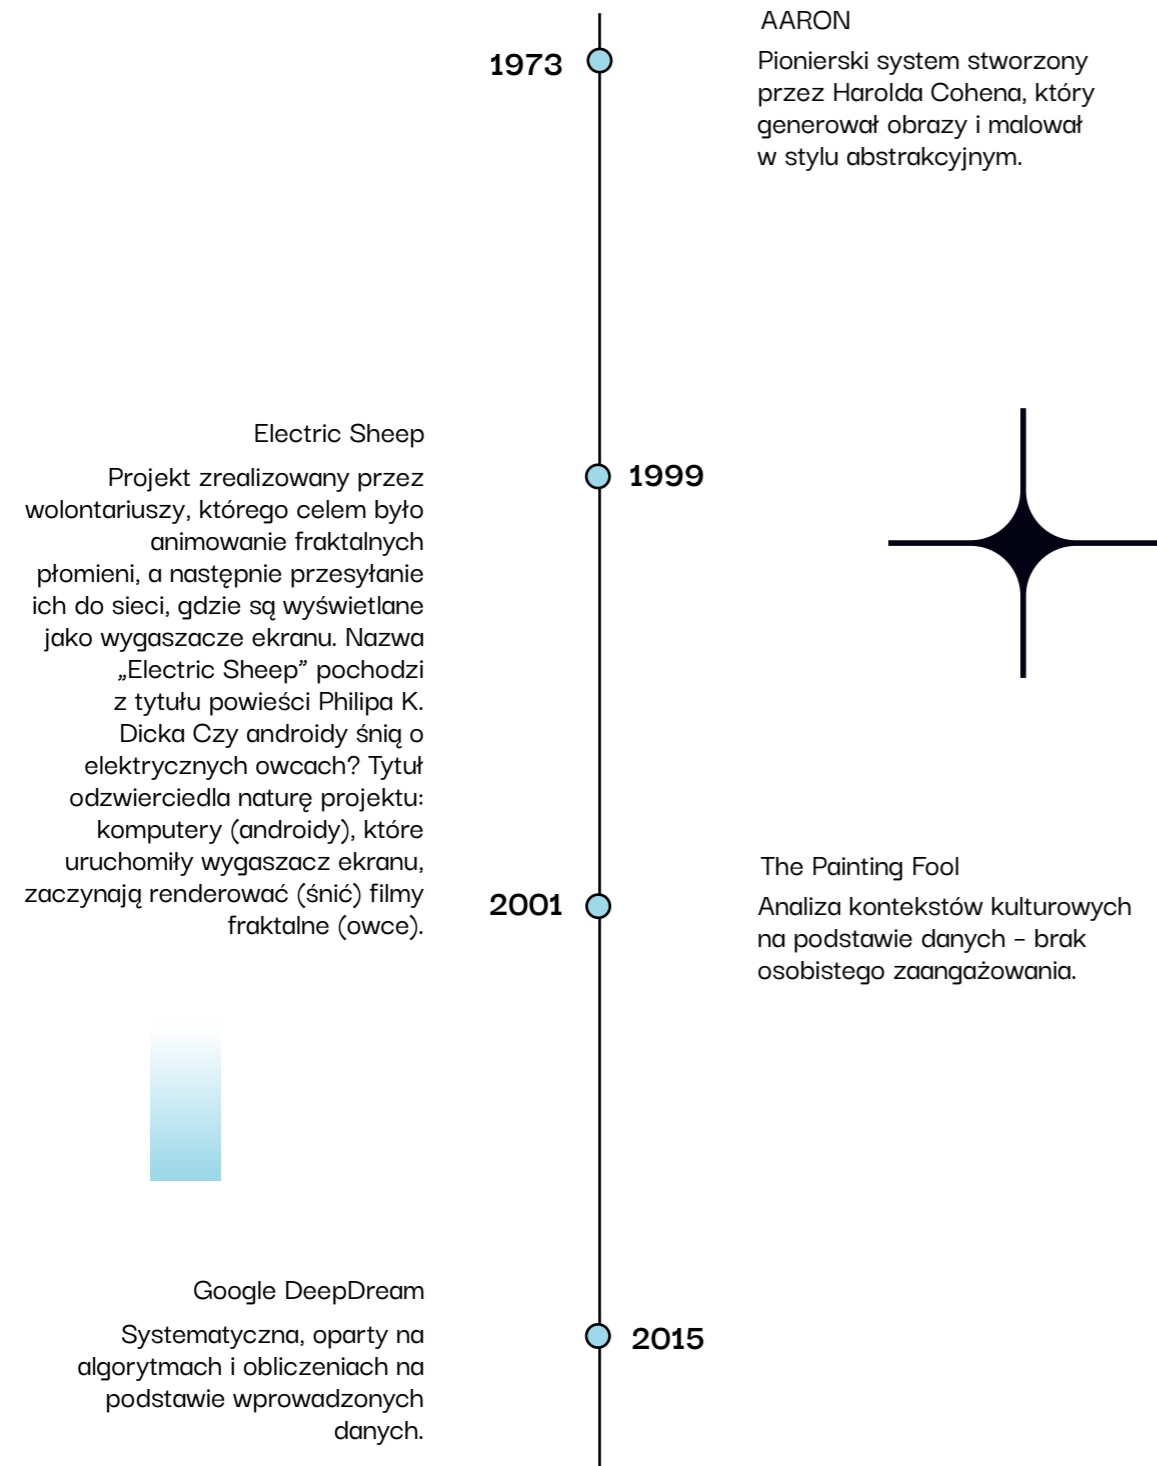 1973
AARON
Pionierski system stworzony
przez Harolda Cohena, który
generował obrazy i malował
w stylu abstrakcyjnym.
Electric Sheep
1999
Projekt zrealizowany przez
wolontariuszy, którego celem było
animowanie fraktalnych
płomieni, a następnie przesyłanie
ich do sieci, gdzie są wyświetlane
jako wygaszacze ekranu. Nazwa
„Electric Sheep” pochodzi
z tytułu powieści Philipa K.
Dicka Czy androidy śnią o
elektrycznych owcach? Tytuł
odzwierciedla naturę projektu:
komputery (androidy), które
uruchomiły wygaszacz ekranu,
zaczynają renderować (śnić) filmy
fraktalne (owce).
2001
The Painting Fool
Analiza kontekstów kulturowych
na podstawie danych – brak
osobistego zaangażowania.
Google DeepDream
2015
Systematyczna, oparty na
algorytmach i obliczeniach na
podstawie wprowadzonych
danych.